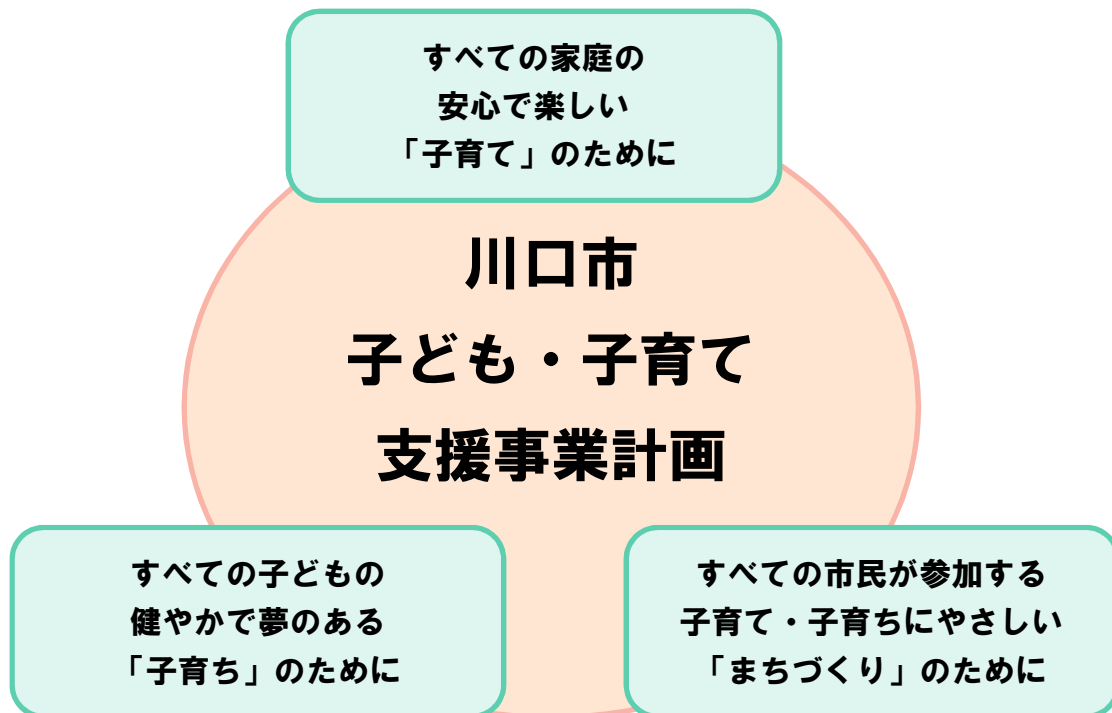 すべての家庭の
安心で楽しい
「子育て」のために
川口市
子ども・子育て
支援事業計画
すべての子どもの
健やかで夢のある
「子育ち」のために
すべての市民が参加する
子育て・子育ちにやさしい
「まちづくり」のために